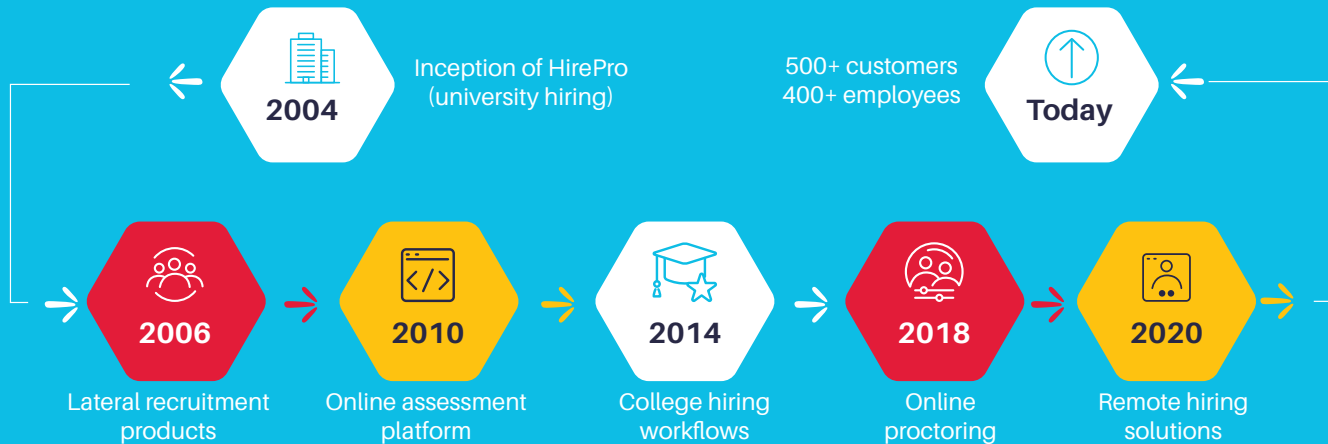 2004
Inception of HirePro
(university hiring)
500+ customers
400+ employees
Today
2006
Lateral recruitment
products
2010
Online assessment
platform
2014
College hiring
workflows
2018
Online
proctoring
2020
Remote hiring
solutions